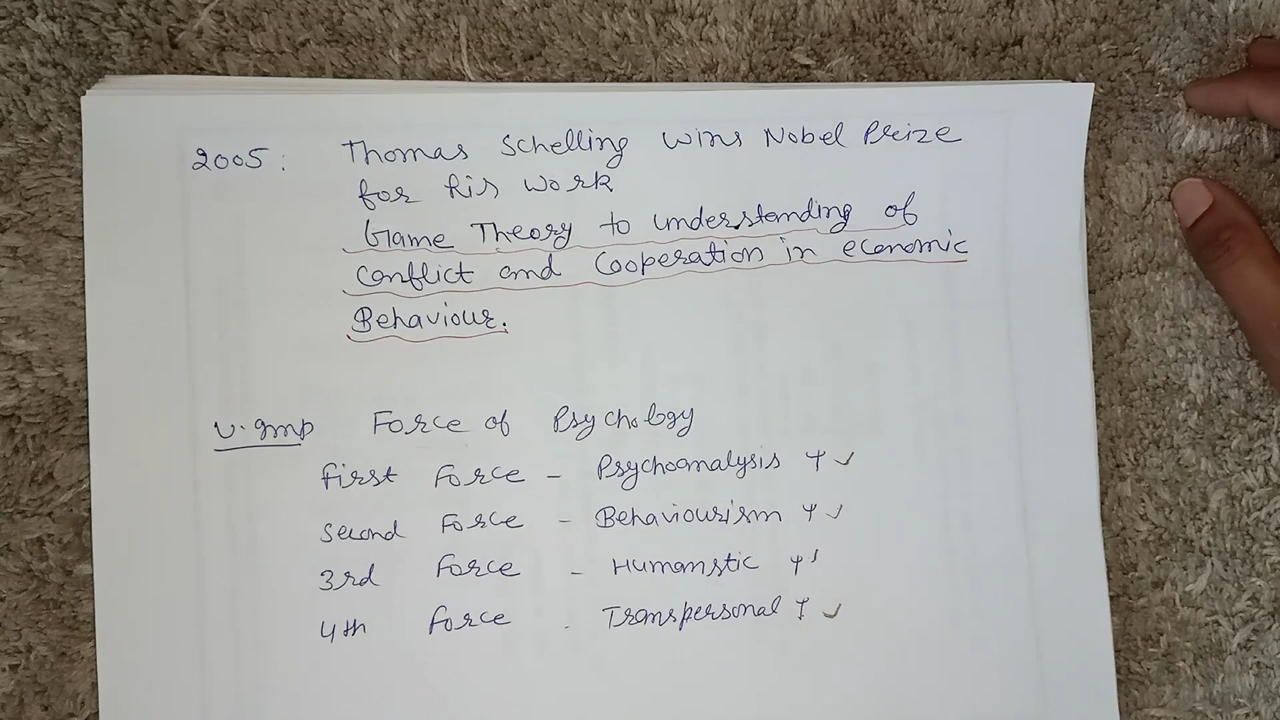 2005: Thomas Schelling wins Nobel Prize
for his work
Game Theory to understanding of
conflict and Cooperation in economic
Behaviour.
V. Imp Force of Psychology
first Force - Psychoanalysis ψ ✓
second Force - Behaviourism ψ ✓
3rd Force - Humanstic ψ ✓
4th force - Transpersonal ψ ✓